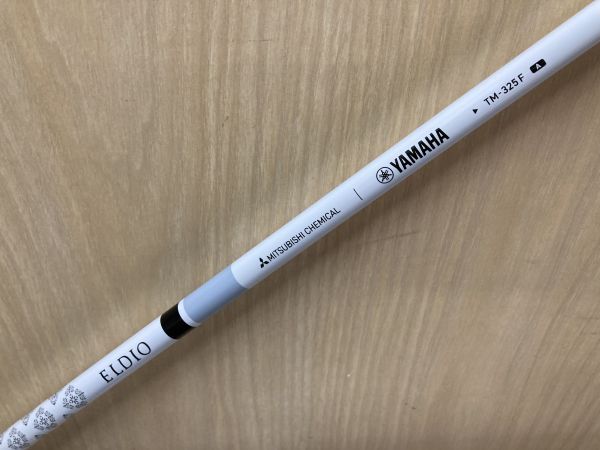 ELDIO
MITSUBISHI CHEMICAL | YAMAHA ▸ TM-325F A